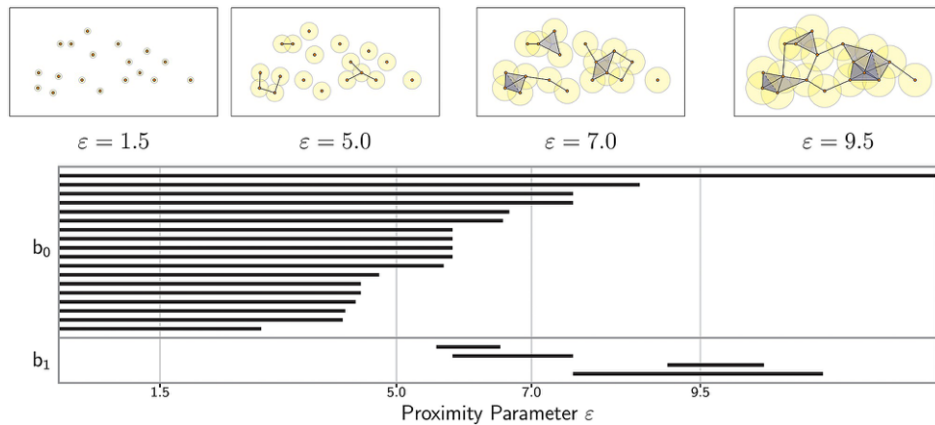 ε = 1.5
ε = 5.0
ε = 7.0
ε = 9.5
b₀
b₁
1.5
5.0
7.0
9.5
Proximity Parameter ε